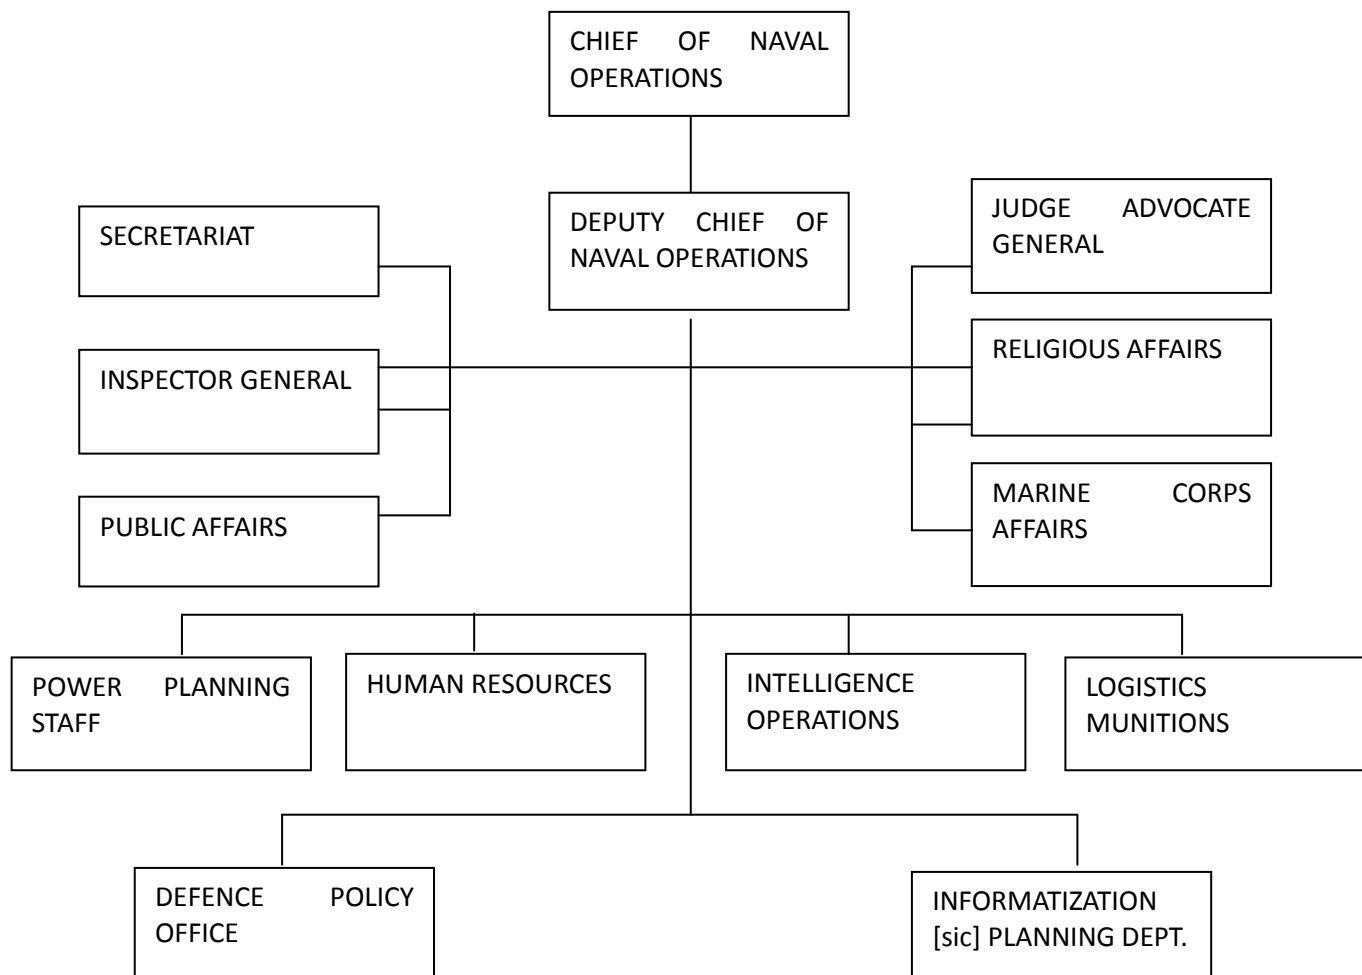 CHIEF OF NAVAL
OPERATIONS
DEPUTY CHIEF OF
NAVAL OPERATIONS
SECRETARIAT
JUDGE ADVOCATE
GENERAL
INSPECTOR GENERAL
RELIGIOUS AFFAIRS
PUBLIC AFFAIRS
MARINE CORPS
AFFAIRS
POWER PLANNING
STAFF
HUMAN RESOURCES
INTELLIGENCE
OPERATIONS
LOGISTICS
MUNITIONS
DEFENCE POLICY
OFFICE
INFORMATIZATION
[sic] PLANNING DEPT.